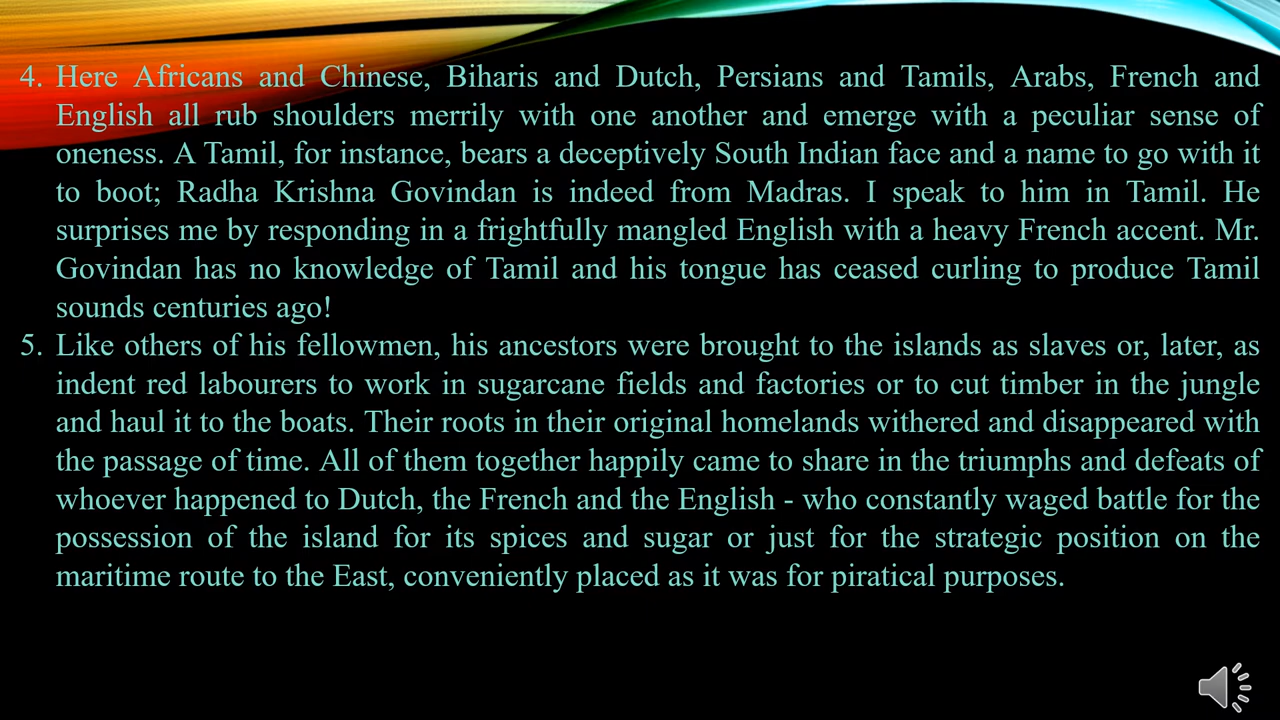 4. Here Africans and Chinese, Biharis and Dutch, Persians and Tamils, Arabs, French and
English all rub shoulders merrily with one another and emerge with a peculiar sense of
oneness. A Tamil, for instance, bears a deceptively South Indian face and a name to go with it
to boot; Radha Krishna Govindan is indeed from Madras. I speak to him in Tamil. He
surprises me by responding in a frightfully mangled English with a heavy French accent. Mr.
Govindan has no knowledge of Tamil and his tongue has ceased curling to produce Tamil
sounds centuries ago!
5. Like others of his fellowmen, his ancestors were brought to the islands as slaves or, later, as
indent red labourers to work in sugarcane fields and factories or to cut timber in the jungle
and haul it to the boats. Their roots in their original homelands withered and disappeared with
the passage of time. All of them together happily came to share in the triumphs and defeats of
whoever happened to Dutch, the French and the English - who constantly waged battle for the
possession of the island for its spices and sugar or just for the strategic position on the
maritime route to the East, conveniently placed as it was for piratical purposes.